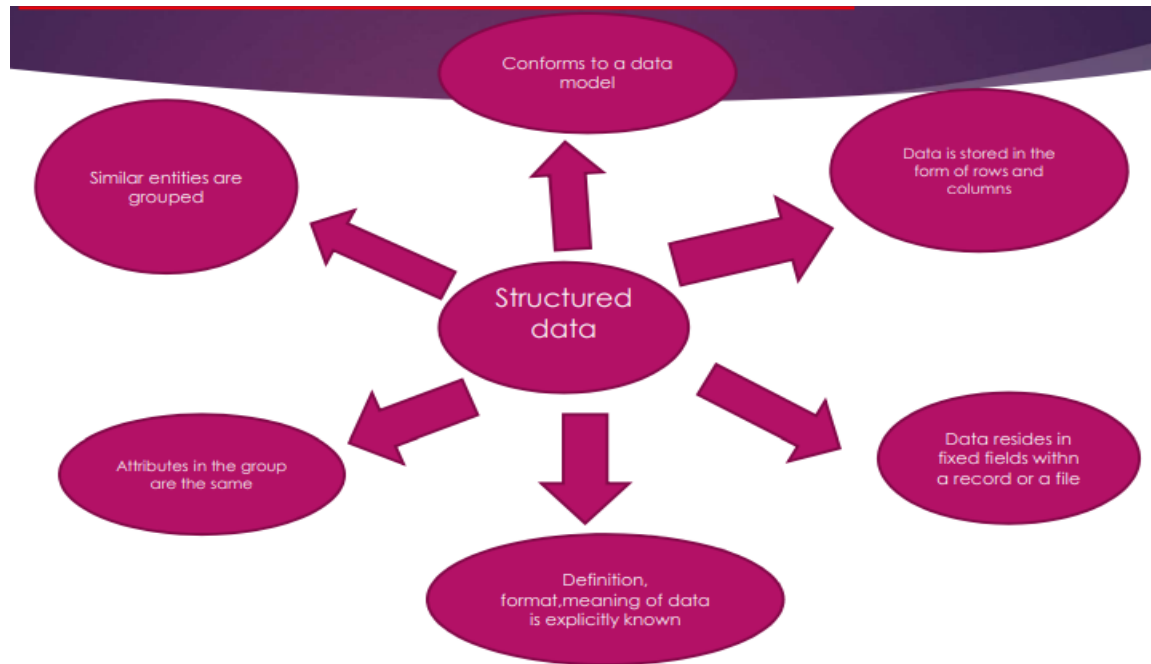 Conforms to a data
model
Similar entities are
grouped
Data is stored in the
form of rows and
columns
Structured
data
Attributes in the group
are the same
Data resides in
fixed fields withn
a record or a file
Definition,
format,meaning of data
is explicitly known